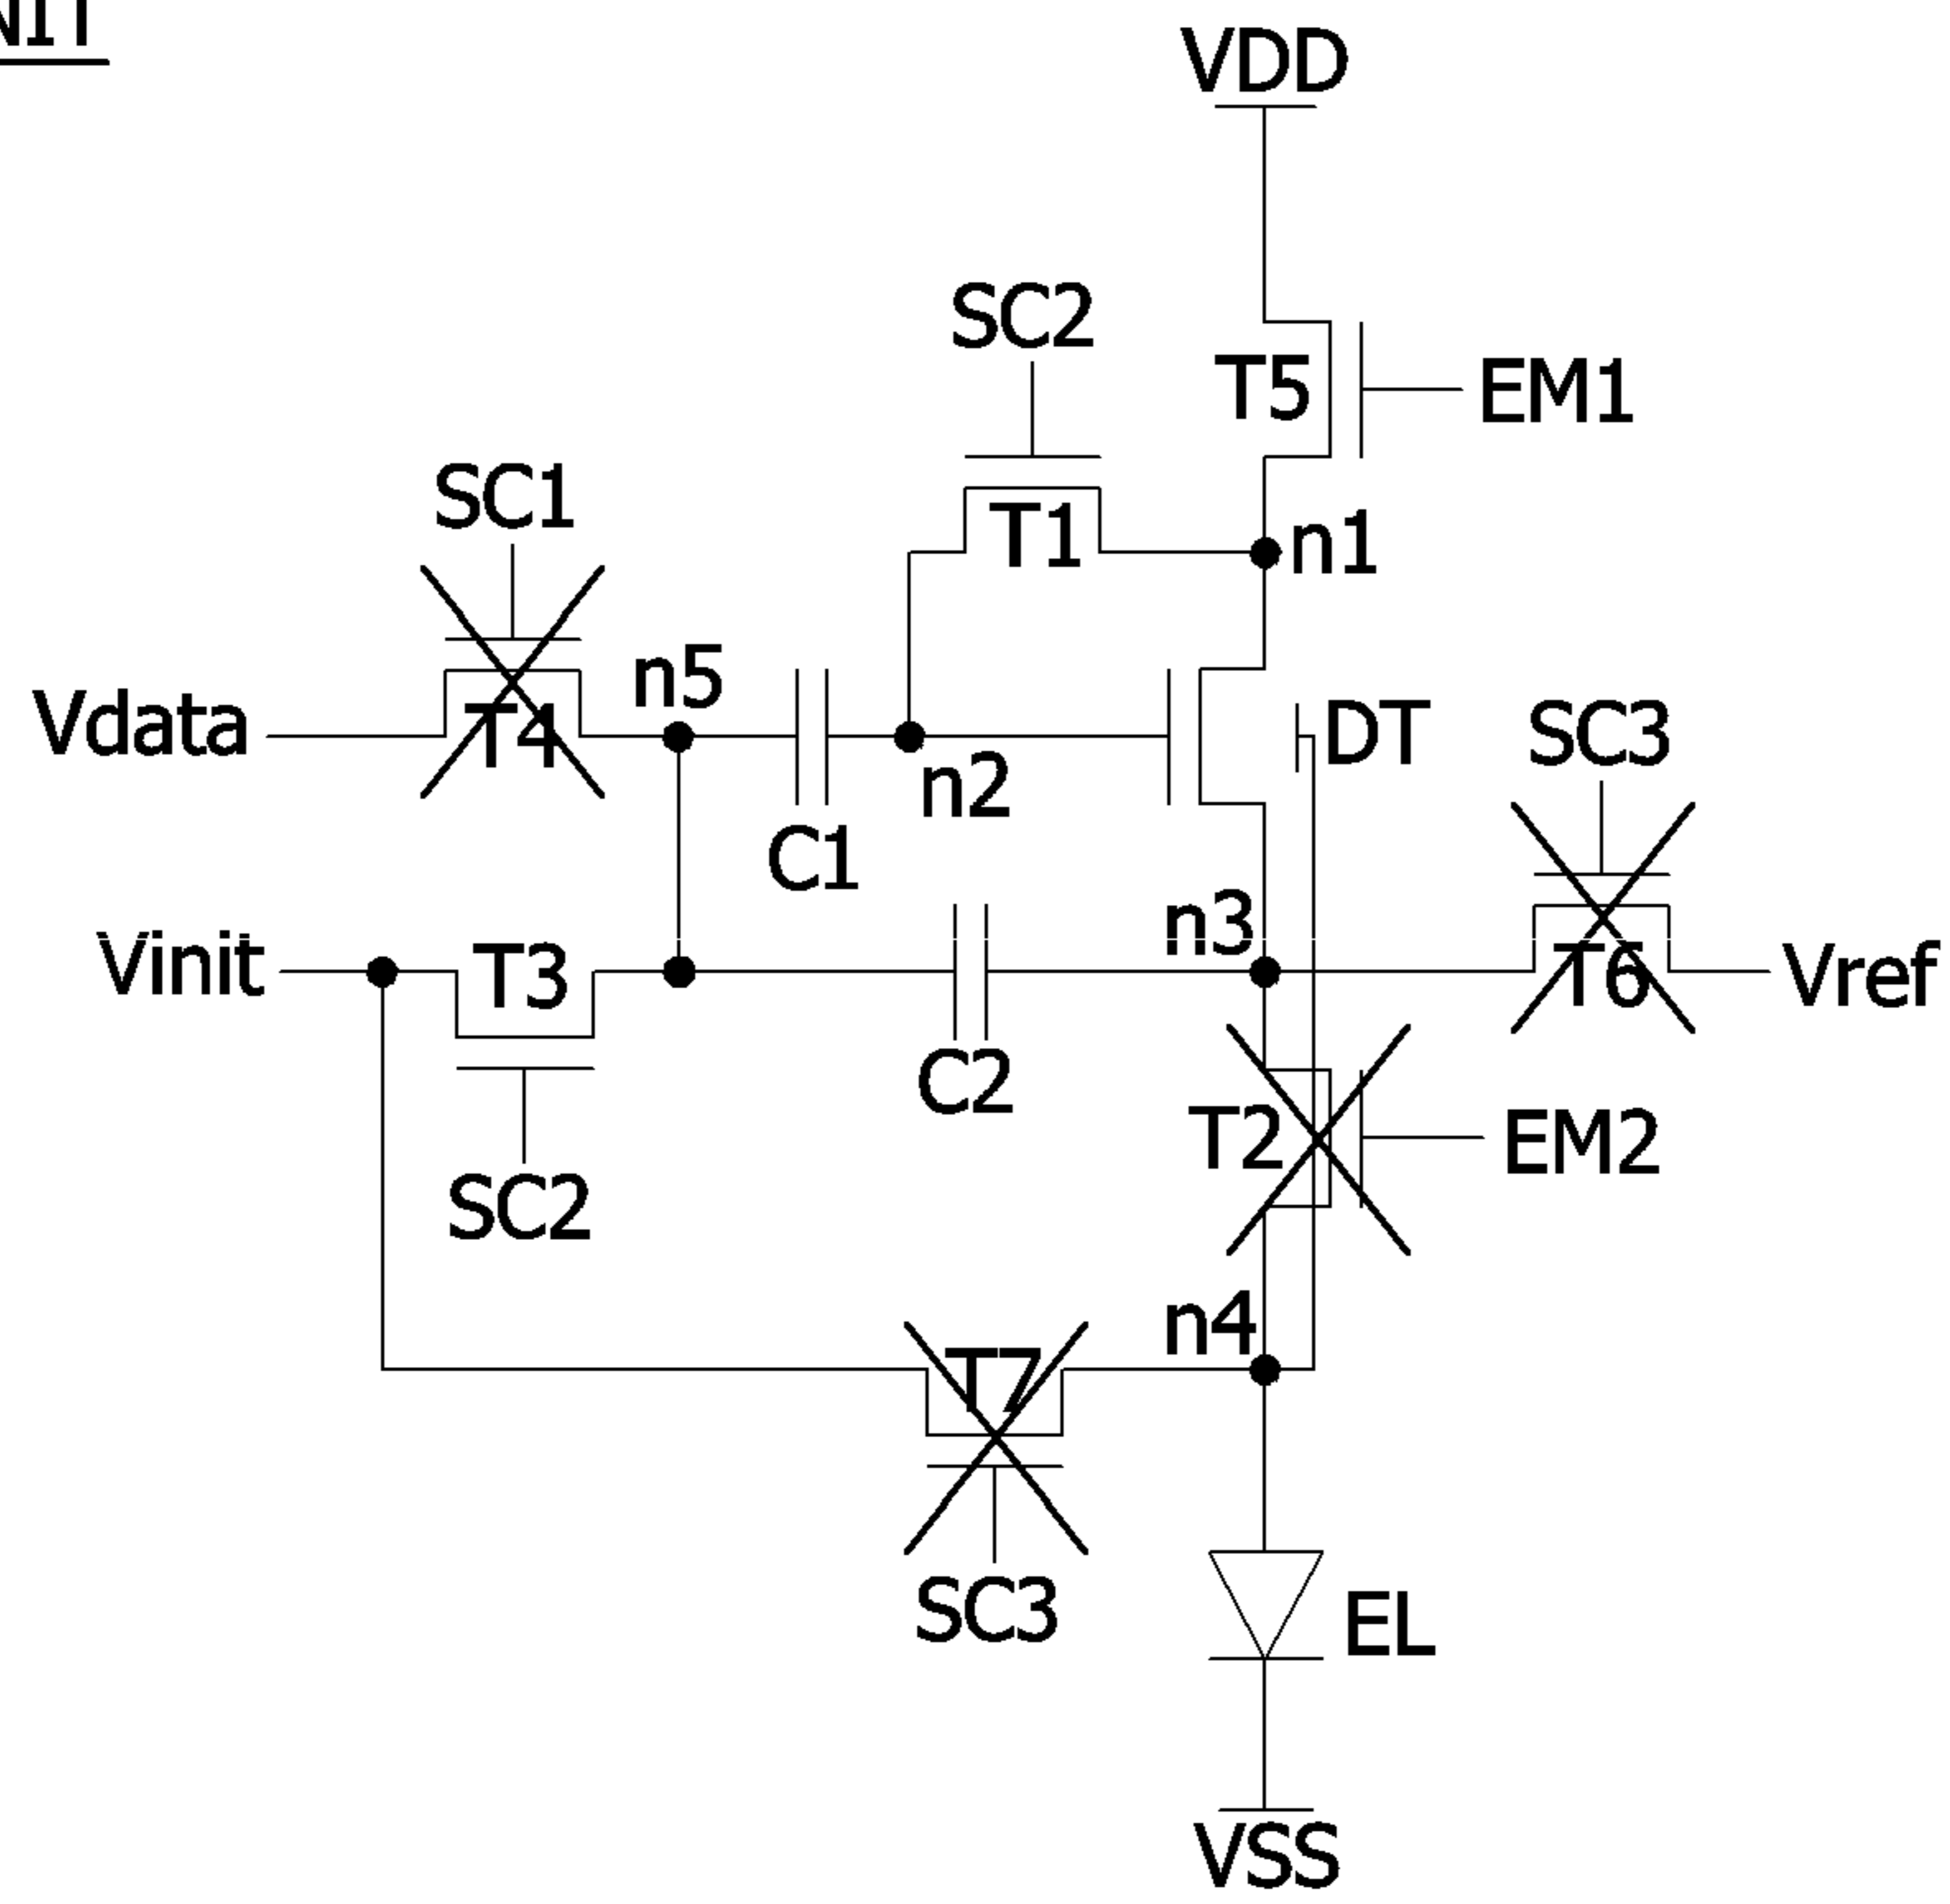 NIT
VDD
SC2
T5
EM1
SC1
T1
n1
n5
Vdata
T4
n2
DT
SC3
C1
n3
Vinit
T3
T6
Vref
C2
T2
EM2
SC2
n4
T7
SC3
EL
VSS